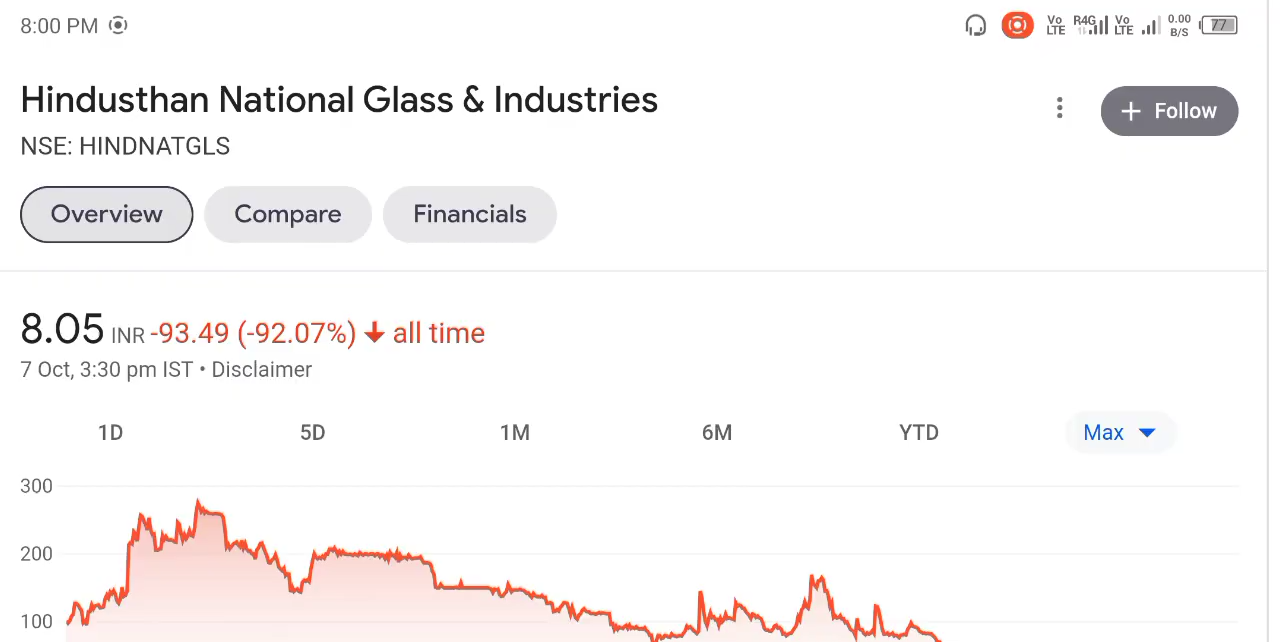 8:00 PM
Vo LTE R4G Vo LTE 0.00 B/S 77
Hindusthan National Glass & Industries
+ Follow
NSE: HINDNATGLS
Overview Compare Financials
8.05 INR -93.49 (-92.07%) ↓ all time
7 Oct, 3:30 pm IST • Disclaimer
1D 5D 1M 6M YTD Max
300
200
100